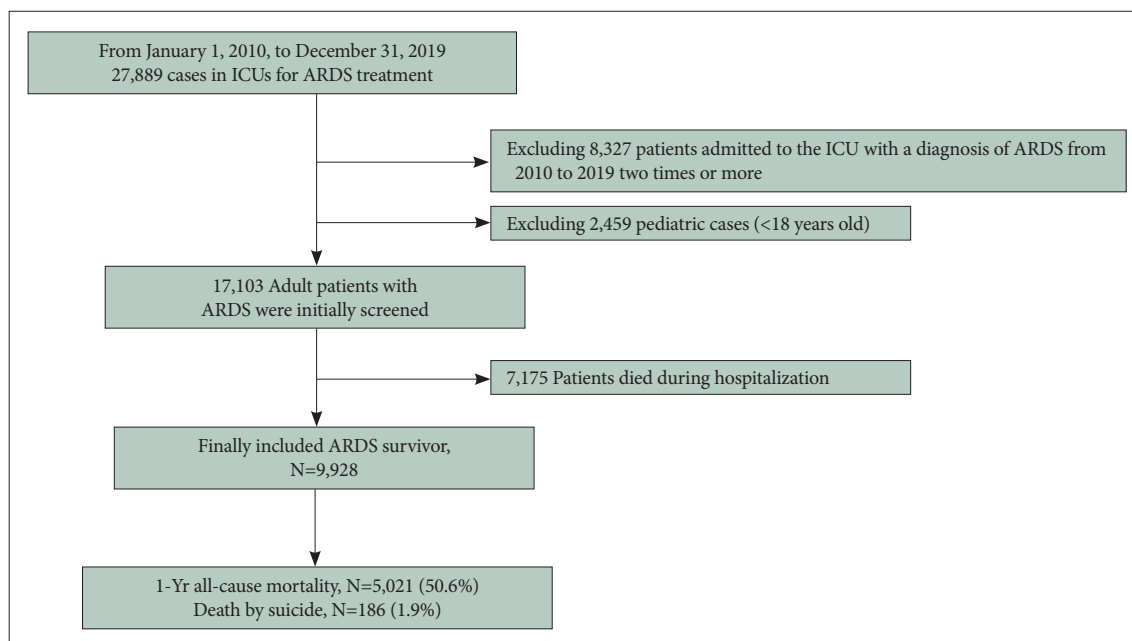 From January 1, 2010, to December 31, 2019
27,889 cases in ICUs for ARDS treatment
Excluding 8,327 patients admitted to the ICU with a diagnosis of ARDS from
2010 to 2019 two times or more
Excluding 2,459 pediatric cases (<18 years old)
17,103 Adult patients with
ARDS were initially screened
7,175 Patients died during hospitalization
Finally included ARDS survivor,
N=9,928
1-Yr all-cause mortality, N=5,021 (50.6%)
Death by suicide, N=186 (1.9%)